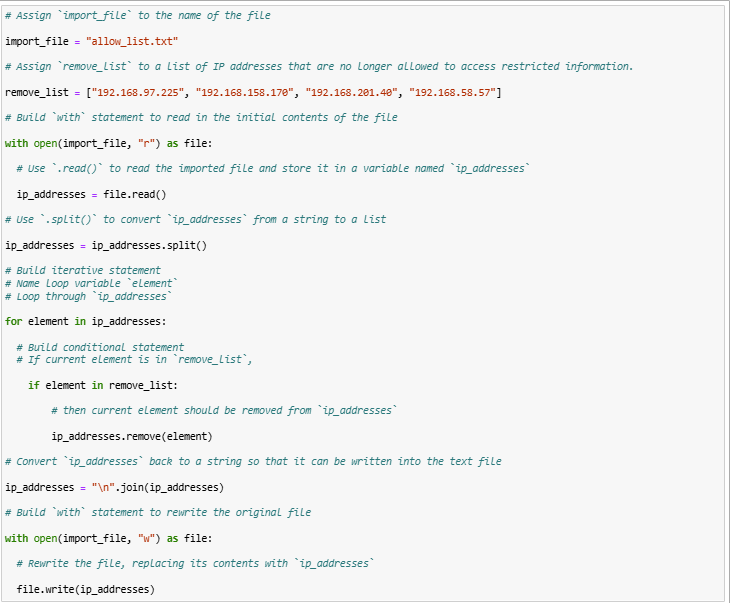 # Assign `import_file` to the name of the file
import_file = "allow_list.txt"
# Assign `remove_list` to a list of IP addresses that are no longer allowed to access restricted information.
remove_list = ["192.168.97.225", "192.168.158.170", "192.168.201.40", "192.168.58.57"]
# Build `with` statement to read in the initial contents of the file
with open(import_file, "r") as file:
# Use `.read()` to read the imported file and store it in a variable named `ip_addresses`
ip_addresses = file.read()
# Use `.split()` to convert `ip_addresses` from a string to a list
ip_addresses = ip_addresses.split()
# Build iterative statement
# Name loop variable `element`
# Loop through `ip_addresses`
for element in ip_addresses:
# Build conditional statement
# If current element is in `remove_list`,
if element in remove_list:
# then current element should be removed from `ip_addresses`
ip_addresses.remove(element)
# Convert `ip_addresses` back to a string so that it can be written into the text file
ip_addresses = "\n".join(ip_addresses)
# Build `with` statement to rewrite the original file
with open(import_file, "w") as file:
# Rewrite the file, replacing its contents with `ip_addresses`
file.write(ip_addresses)